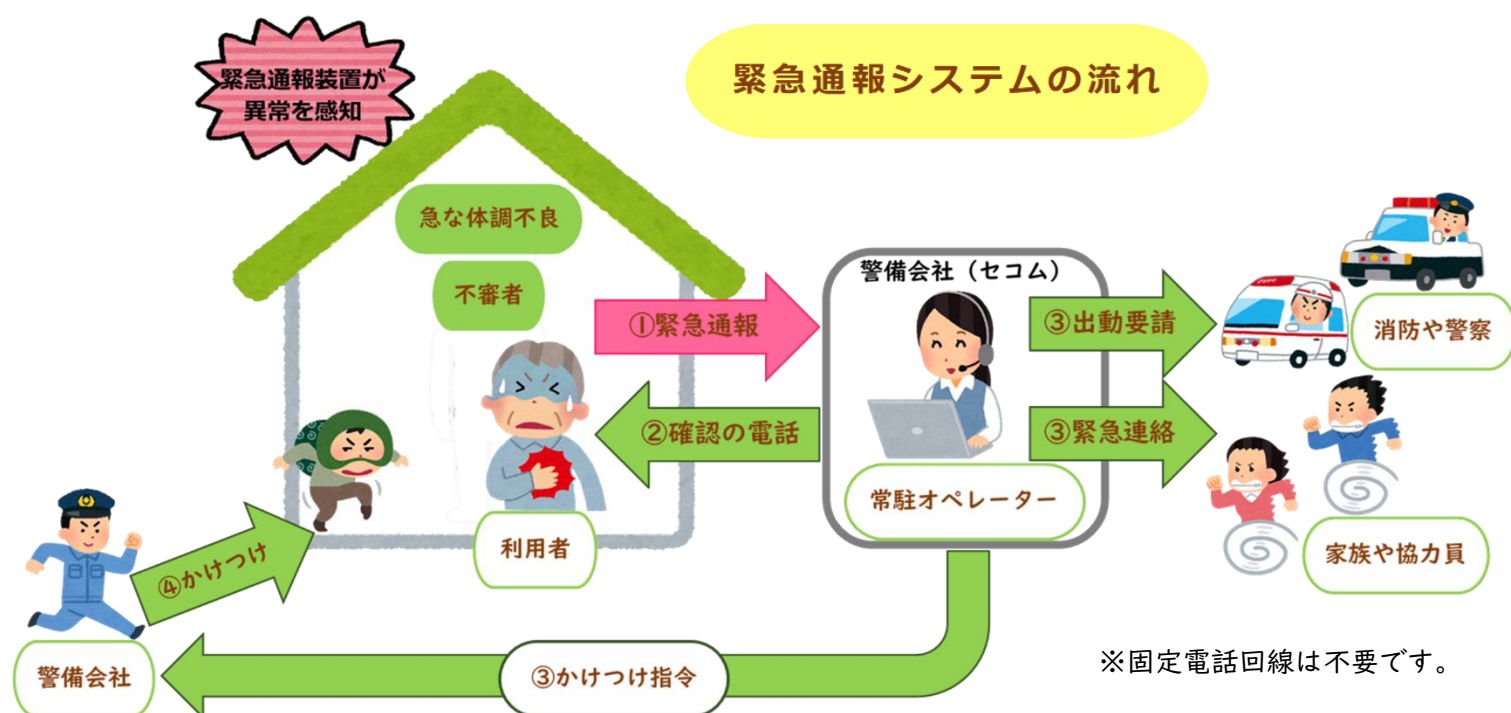 緊急通報装置が
異常を感知
緊急通報システムの流れ
急な体調不良
不審者
①緊急通報
②確認の電話
利用者
警備会社（セコム）
常駐オペレーター
③出動要請
消防や警察
③緊急連絡
家族や協力員
④かけつけ
警備会社
③かけつけ指令
※固定電話回線は不要です。